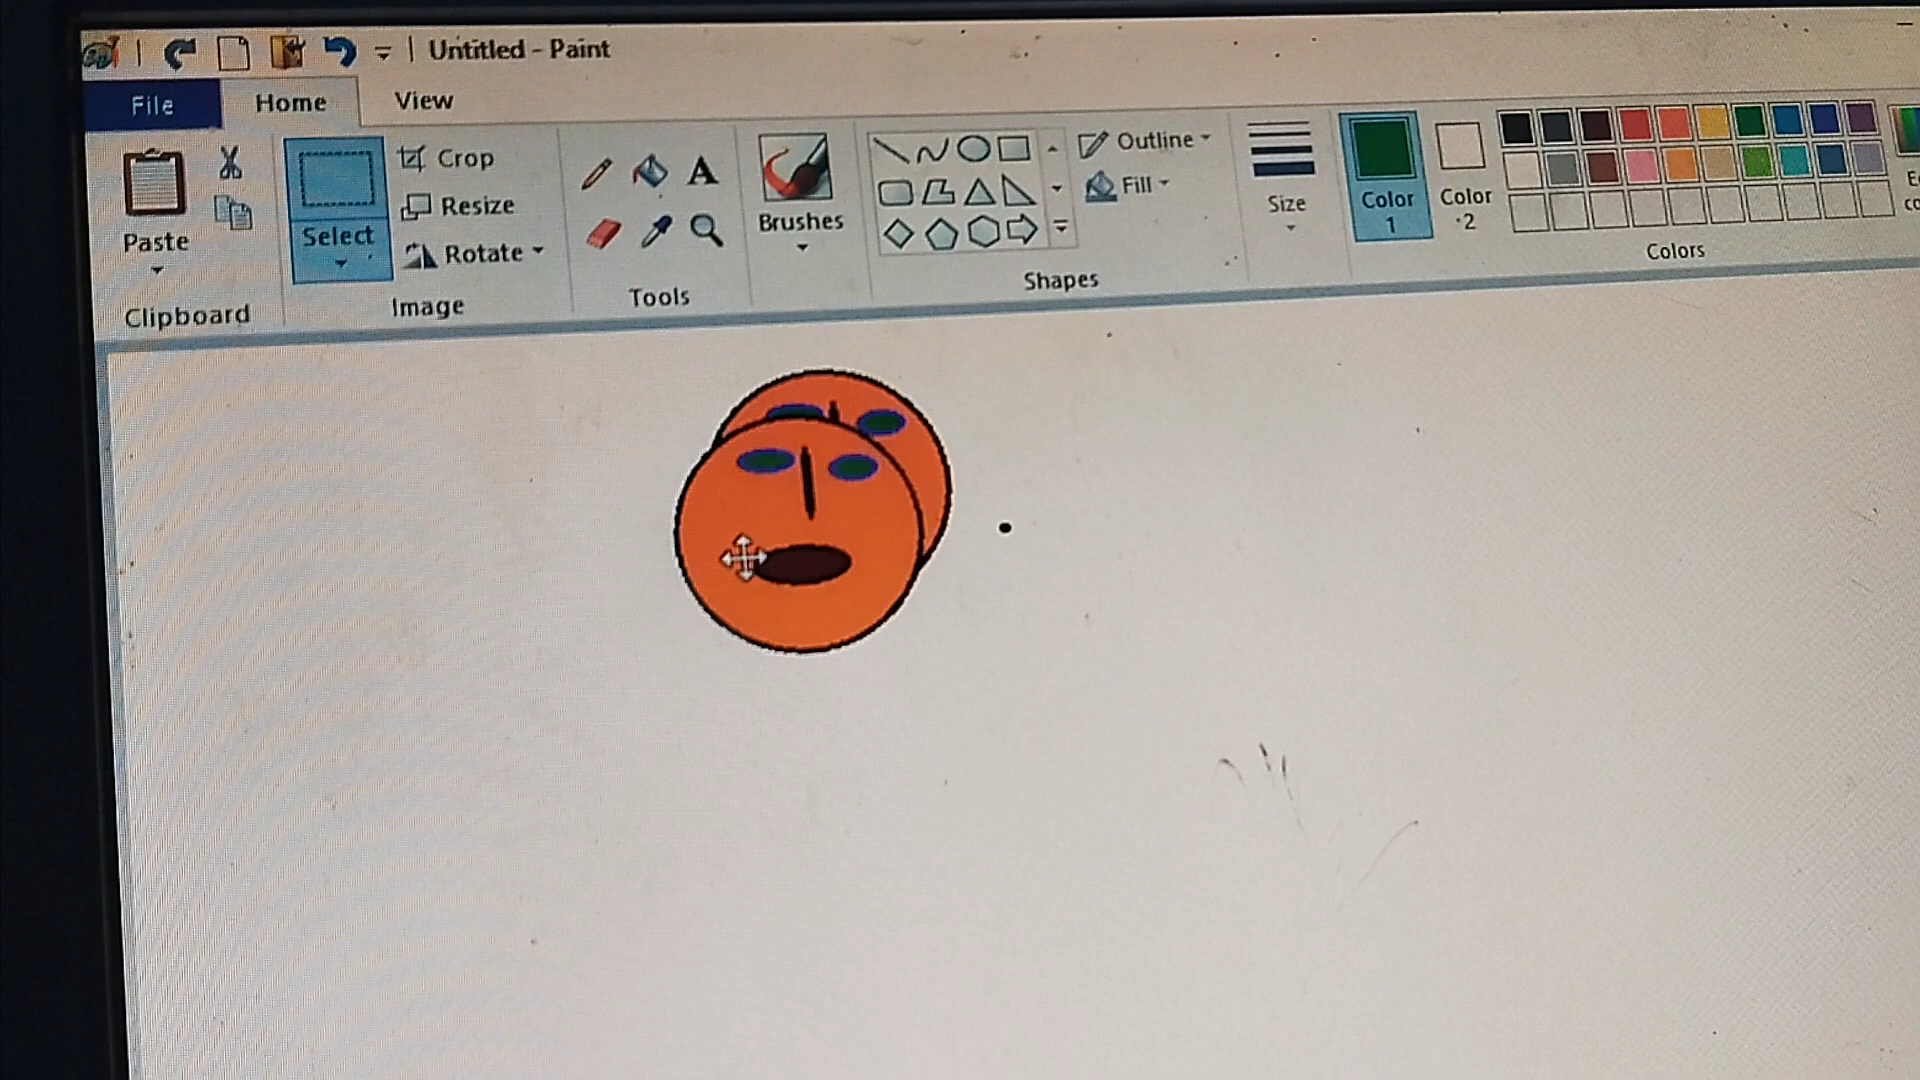 Untitled - Paint
File Home View
Paste
Clipboard
Select
Crop
Resize
Rotate
Image
A
Tools
Brushes
Outline
Fill
Shapes
Size
Color 1
Color 2
Colors